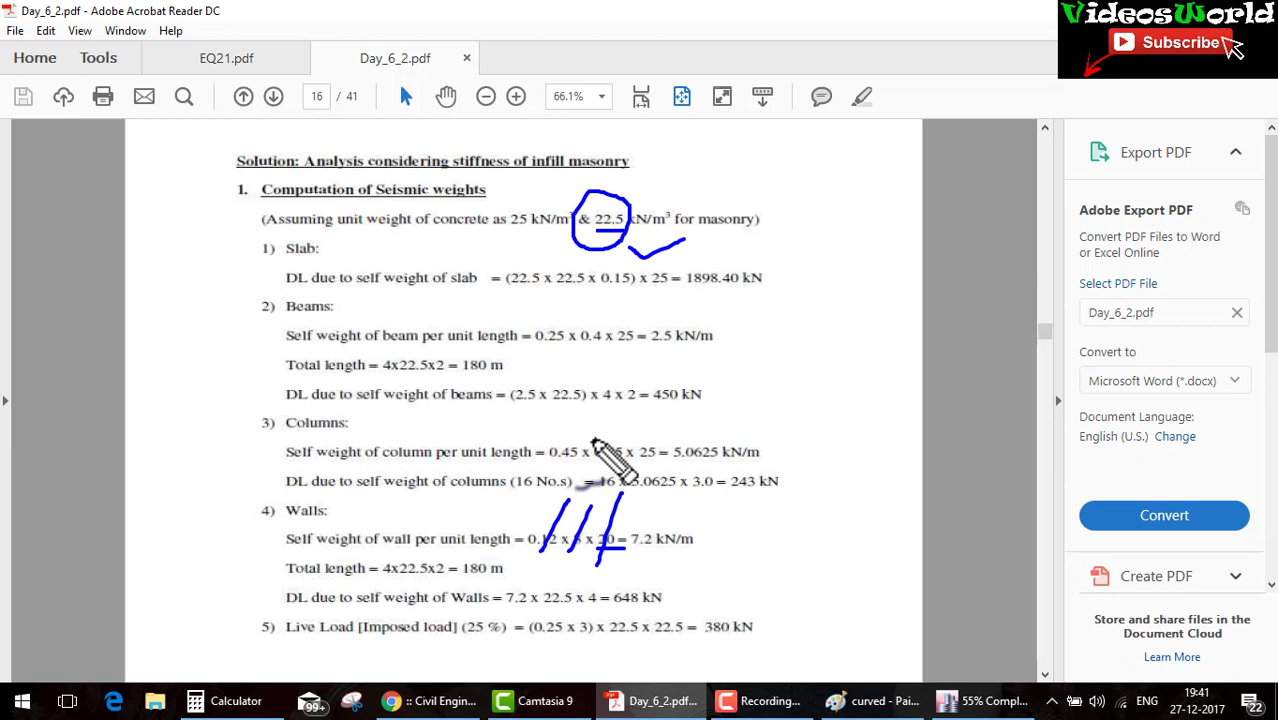 Day_6_2.pdf - Adobe Acrobat Reader DC
VideosWorld
File Edit View Window Help
Subscribe
Home Tools EQ21.pdf Day_6_2.pdf ×
16 / 41 66.1%
Solution: Analysis considering stiffness of infill masonry
1. Computation of Seismic weights
(Assuming unit weight of concrete as 25 kN/m³ & 22.5 kN/m³ for masonry)
1) Slab:
DL due to self weight of slab = (22.5 x 22.5 x 0.15) x 25 = 1898.40 kN
2) Beams:
Self weight of beam per unit length = 0.25 x 0.4 x 25 = 2.5 kN/m
Total length = 4x22.5x2 = 180 m
DL due to self weight of beams = (2.5 x 22.5) x 4 x 2 = 450 kN
3) Columns:
Self weight of column per unit length = 0.45 x x 25 = 5.0625 kN/m
DL due to self weight of columns (16 No.s) = 16 x 5.0625 x 3.0 = 243 kN
4) Walls:
Self weight of wall per unit length = 0.12 x x 20 = 7.2 kN/m
Total length = 4x22.5x2 = 180 m
DL due to self weight of Walls = 7.2 x 22.5 x 4 = 648 kN
5) Live Load [Imposed load] (25 %) = (0.25 x 3) x 22.5 x 22.5 = 380 kN
Export PDF
Adobe Export PDF
Convert PDF Files to Word
or Excel Online
Select PDF File
Day_6_2.pdf ×
Convert to
Microsoft Word (*.docx)
Document Language:
English (U.S.) Change
Convert
Create PDF
Store and share files in the
Document Cloud
Learn More
Calculator 99+ :: Civil Engin... Camtasia 9 Day_6_2.pdf... Recording... curved - Pai... 55% Comple... ENG 19:41
27-12-2017 22